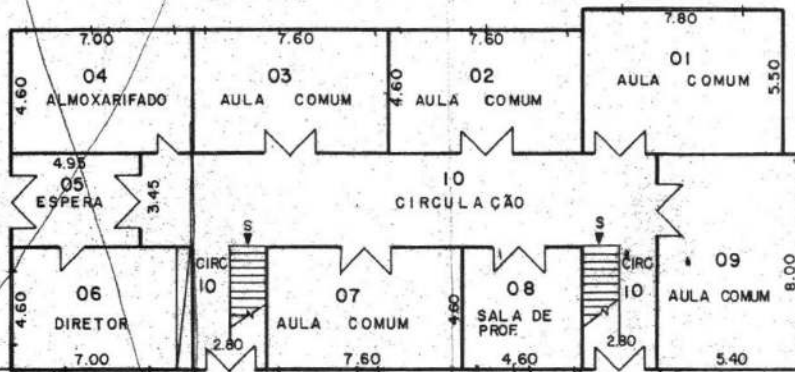 7.80
7.00
7.60
7.60
04
ALMOXARIFADO
4.60
03
AULA COMUM
4.60
02
AULA COMUM
01
AULA COMUM
5.50
4.95
05
ESPERA
3.45
10
CIRCULAÇÃO
S
S
CIRC
10
CIRC
10
4.60
06
DIRETOR
7.00
07
AULA COMUM
4.60
08
SALA DE
PROF.
09
AULA COMUM
8.00
2.80
7.60
4.60
2.80
5.40